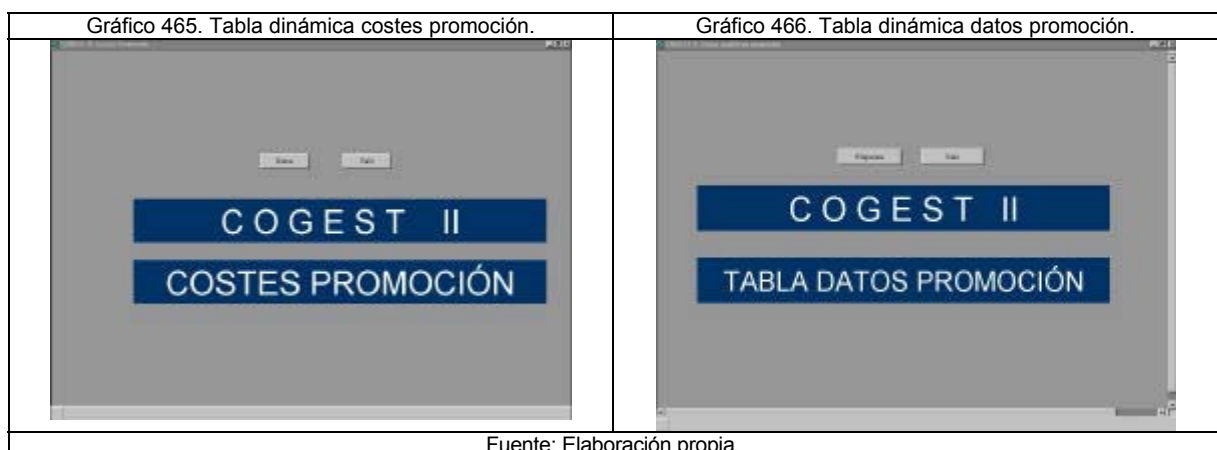 Gráfico 465. Tabla dinámica costes promoción.
Gráfico 466. Tabla dinámica datos promoción.
COGEST II
COSTES PROMOCIÓN
COGEST II
TABLA DATOS PROMOCIÓN
Fuente: Elaboración propia